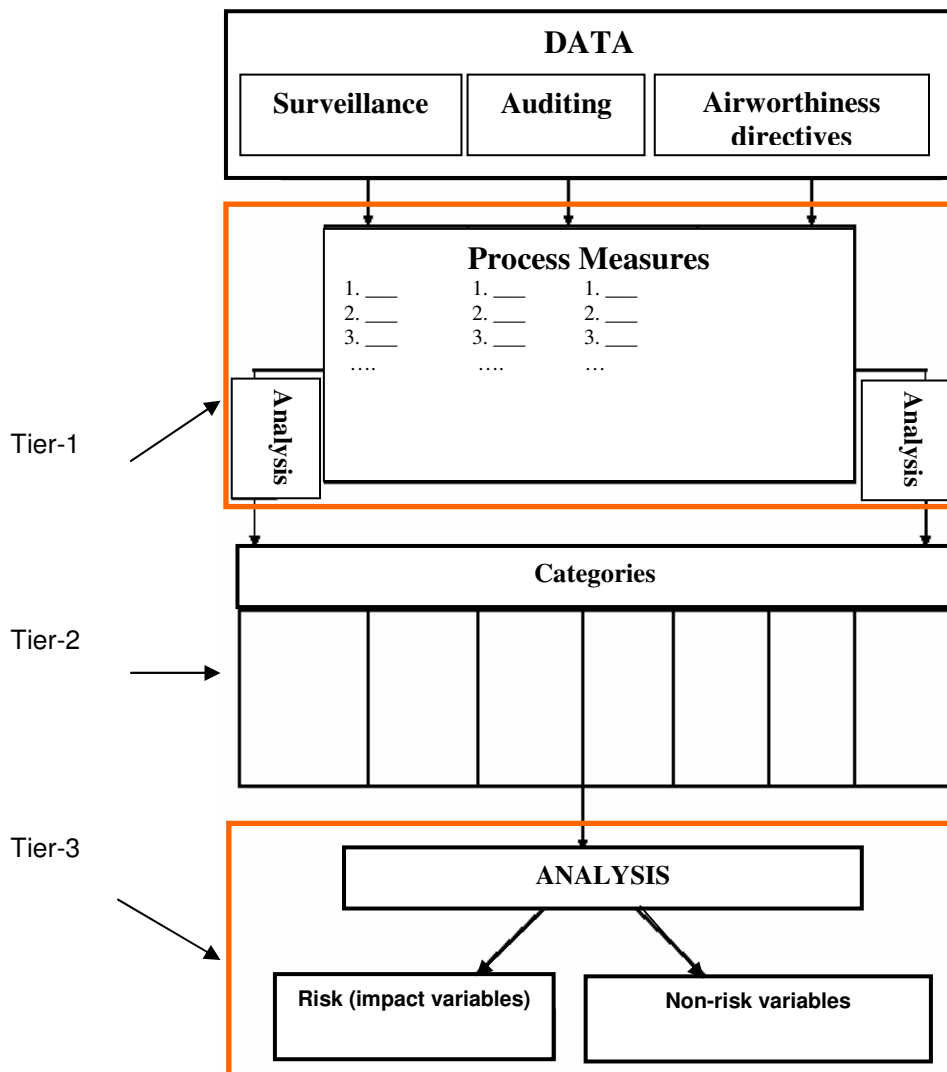 DATA
Surveillance
Auditing
Airworthiness
directives
Process Measures
1. ___ 1. ___ 1. ___
2. ___ 2. ___ 2. ___
3. ___ 3. ___ 3. ___
…. …. …
Analysis
Analysis
Tier-1
Categories
Tier-2
Tier-3
ANALYSIS
Risk (impact variables)
Non-risk variables